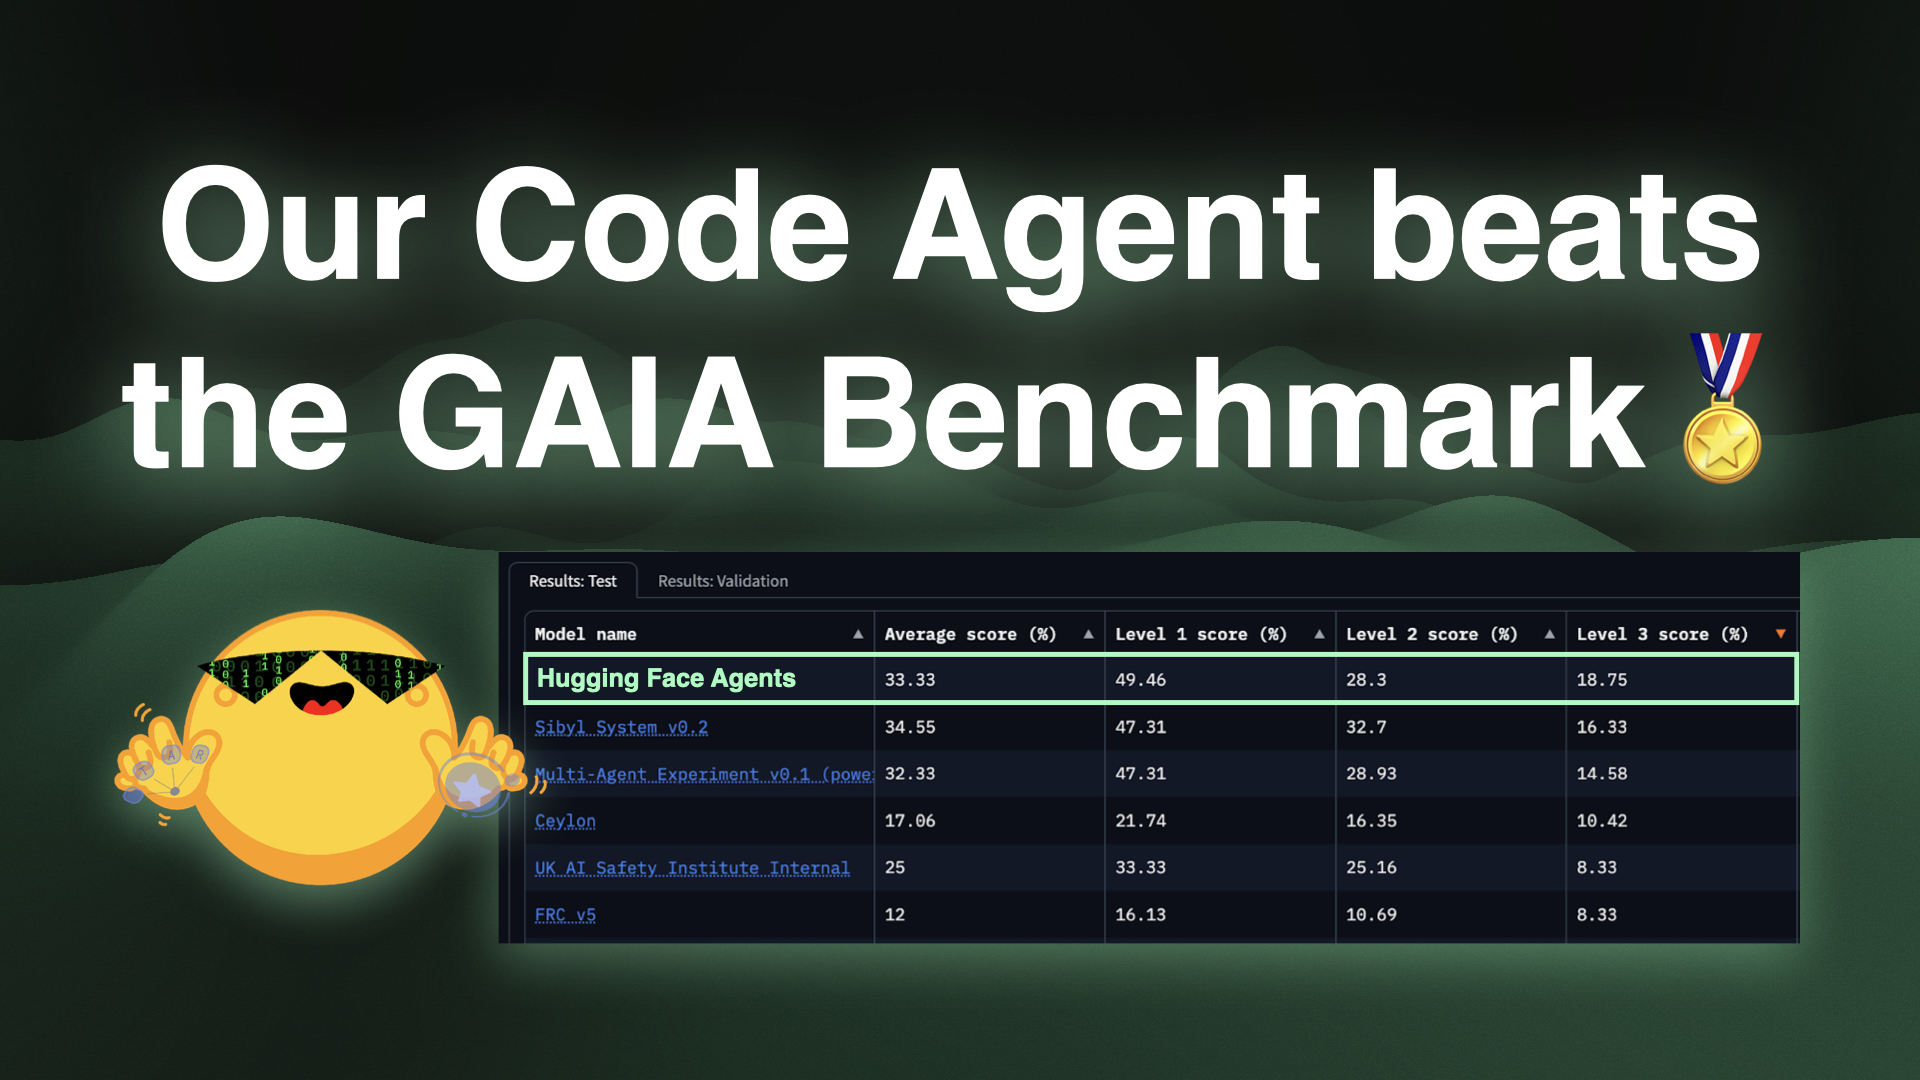 Our Code Agent beats
the GAIA Benchmark
Results: Test Results: Validation
Model name Average score (%) Level 1 score (%) Level 2 score (%) Level 3 score (%)
Hugging Face Agents 33.33 49.46 28.3 18.75
Sibyl System v0.2 34.55 47.31 32.7 16.33
Multi-Agent Experiment v0.1 (powe 32.33 47.31 28.93 14.58
Ceylon 17.06 21.74 16.35 10.42
UK AI Safety Institute Internal 25 33.33 25.16 8.33
FRC v5 12 16.13 10.69 8.33